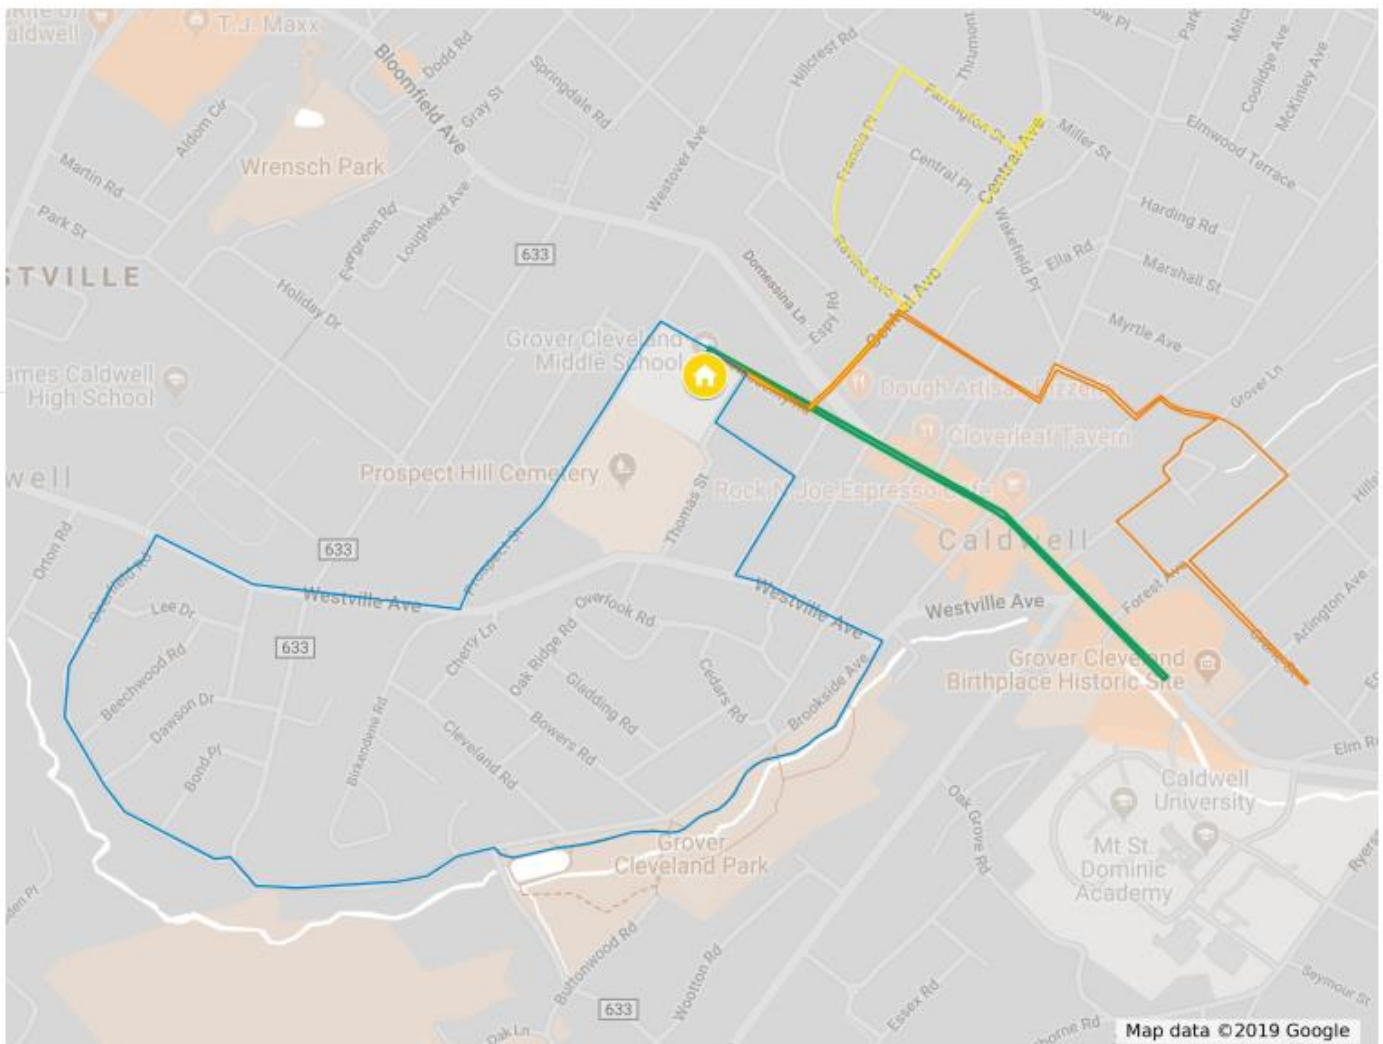 aldwell
T.J. Maxx
Dodd Rd
Bloomfield Ave
Gray St
Springdale Rd
Hillcrest Rd
Park
Coolidge Ave
McKinley Ave
Aldom Cir
Martin Rd
Wrensch Park
Westover Ave
Francis Pl
Farrington St
Central Pl
Central Ave
Miller St
Elmwood Terrace
Park St
Evergreen Rd
Lougheed Ave
633
Harding Rd
Wakefield Pl
Ella Rd
Marshall St
STVILLE
Holiday Dr
Domessina Ln
Ravine Ave
Espy Rd
Central Ave
Myrtle Ave
Grover Cleveland
Middle School
ames Caldwell
High School
Dough Artisan
Grover Ln
Cloverleaf Tavern
Prospect Hill Cemetery
Rock N Joe Espresso Cafe
well
Thomas St
Orton Rd
633
Prospect St
Caldwell
Westville Ave
Westville Ave
Westville Ave
Forest Ave
Arlington Ave
Lee Dr
Overlook Rd
633
Cherry Ln
Oak Ridge Rd
Beechwood Rd
Gladding Rd
Cedars Rd
Brookside Ave
Grover Cleveland
Birthplace Historic Site
Dawson Dr
Bond Pl
Birkendene Rd
Cleveland Rd
Bowers Rd
Elm R
Caldwell
University
Oak Grove Rd
Grover
Cleveland Park
Mt St.
Dominic
Academy
Buttonwood Rd
Wootton Rd
Essex Rd
Seymour St
633
Oak Ln
Map data ©2019 Google